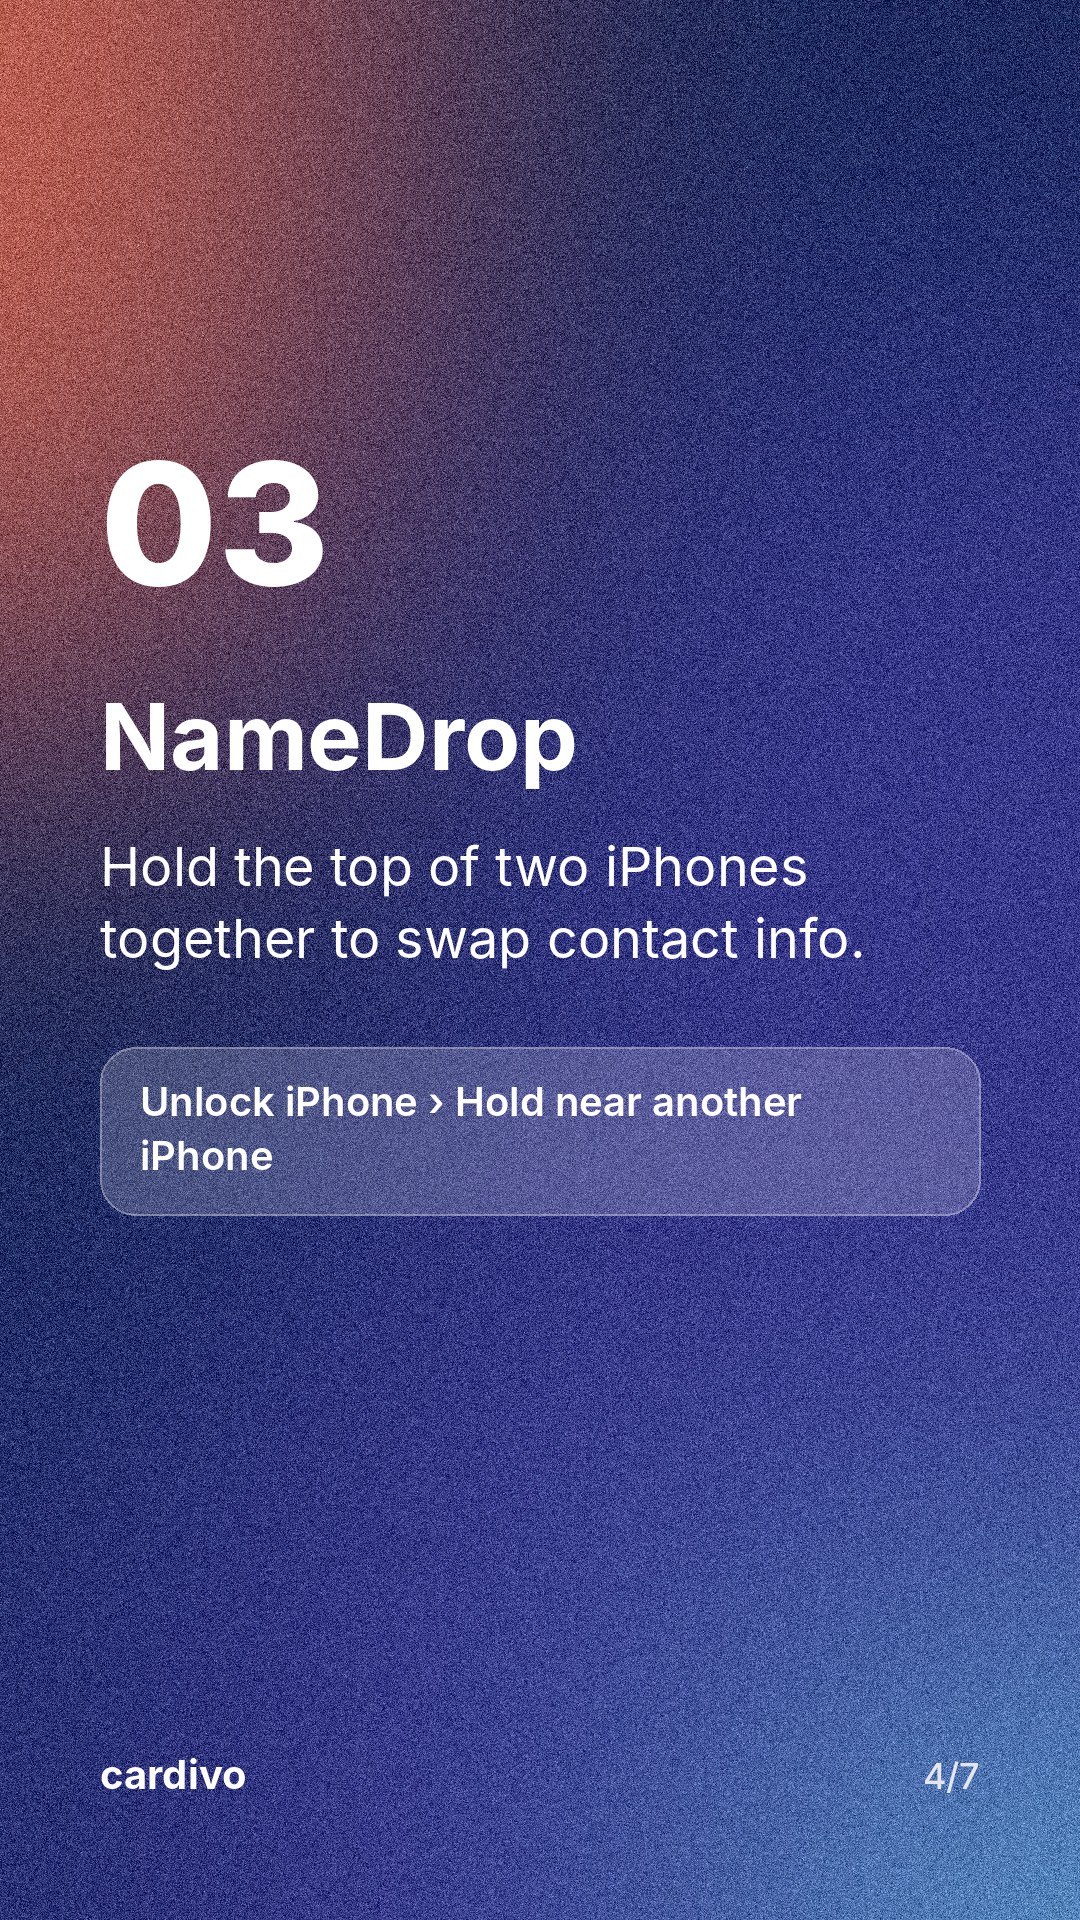 03
NameDrop
Hold the top of two iPhones
together to swap contact info.
Unlock iPhone › Hold near another
iPhone
cardivo
4/7